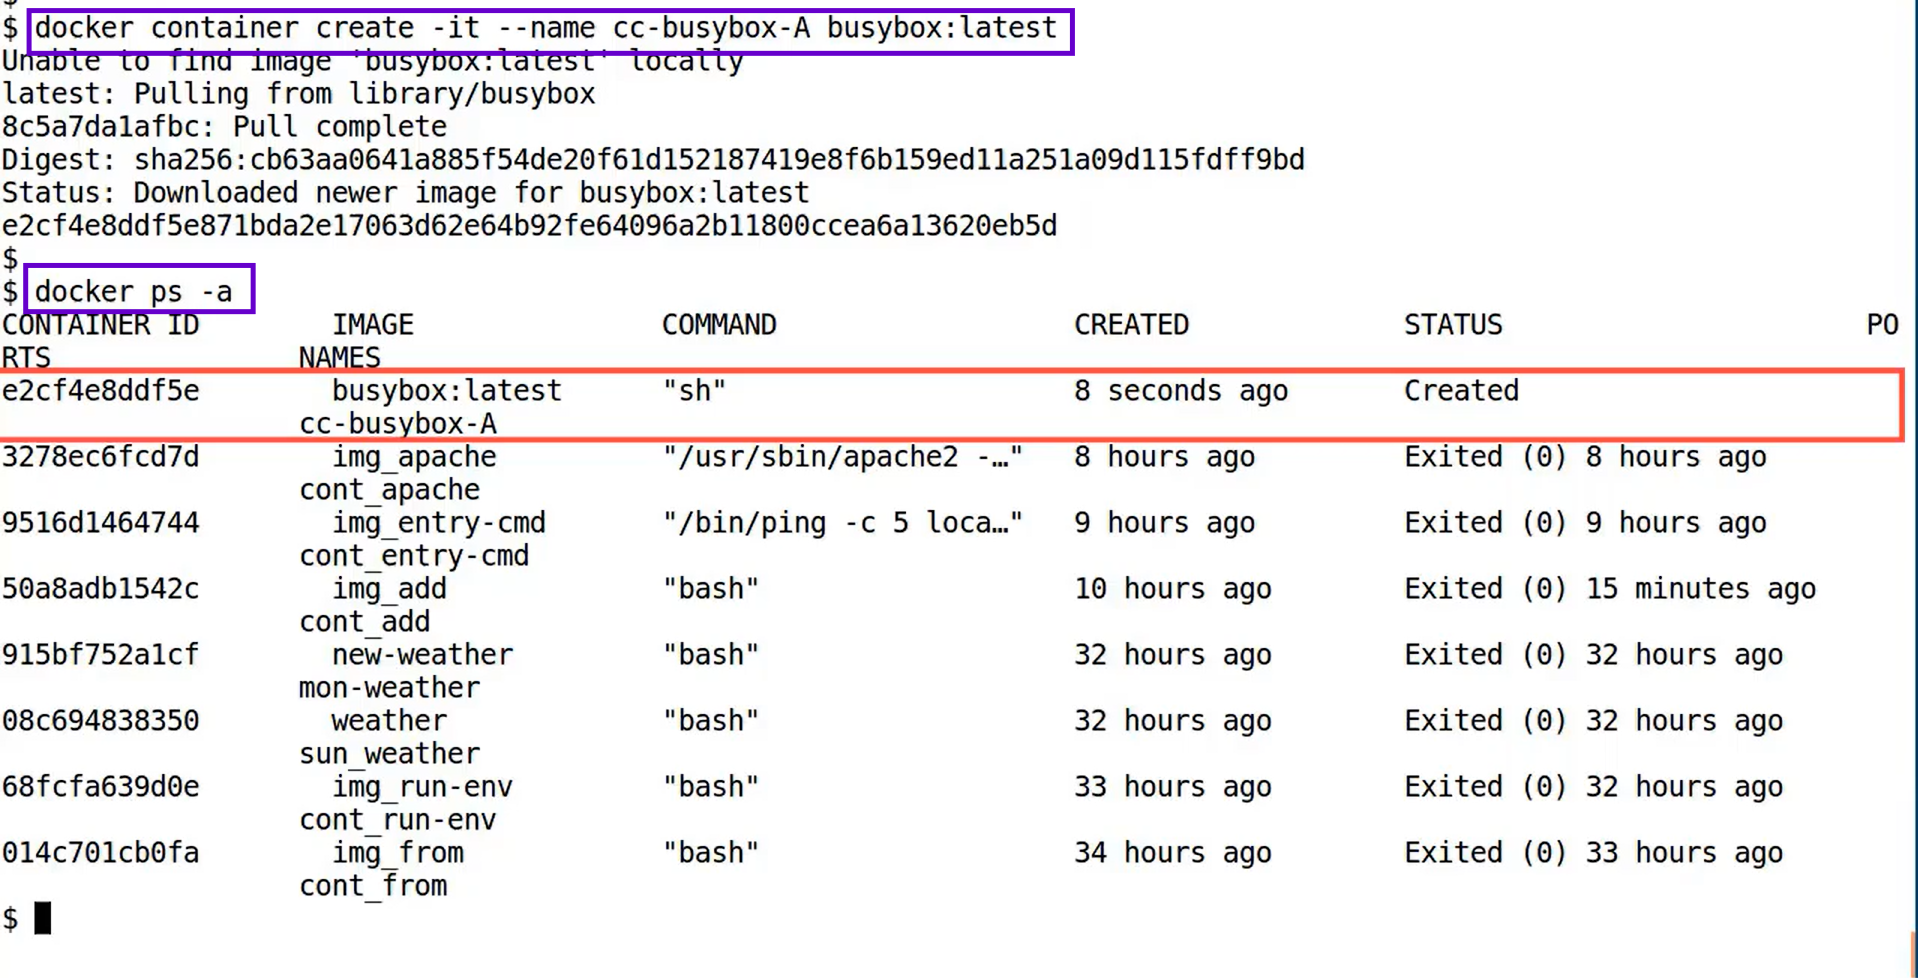 $ docker container create -it --name cc-busybox-A busybox:latest
Unable to find image 'busybox:latest' locally
latest: Pulling from library/busybox
8c5a7da1afbc: Pull complete
Digest: sha256:cb63aa0641a885f54de20f61d152187419e8f6b159ed11a251a09d115fdff9bd
Status: Downloaded newer image for busybox:latest
e2cf4e8ddf5e871bda2e17063d62e64b92fe64096a2b11800ccea6a13620eb5d
$
$ docker ps -a
CONTAINER ID        IMAGE               COMMAND                  CREATED             STATUS                      PO
RTS               NAMES
e2cf4e8ddf5e        busybox:latest      "sh"                     8 seconds ago       Created
                  cc-busybox-A
3278ec6fcd7d        img_apache          "/usr/sbin/apache2 -…"   8 hours ago         Exited (0) 8 hours ago
                  cont_apache
9516d1464744        img_entry-cmd       "/bin/ping -c 5 loca…"   9 hours ago         Exited (0) 9 hours ago
                  cont_entry-cmd
50a8adb1542c        img_add             "bash"                   10 hours ago        Exited (0) 15 minutes ago
                  cont_add
915bf752a1cf        new-weather         "bash"                   32 hours ago        Exited (0) 32 hours ago
                  mon-weather
08c694838350        weather             "bash"                   32 hours ago        Exited (0) 32 hours ago
                  sun_weather
68fcfa639d0e        img_run-env         "bash"                   33 hours ago        Exited (0) 32 hours ago
                  cont_run-env
014c701cb0fa        img_from            "bash"                   34 hours ago        Exited (0) 33 hours ago
                  cont_from
$